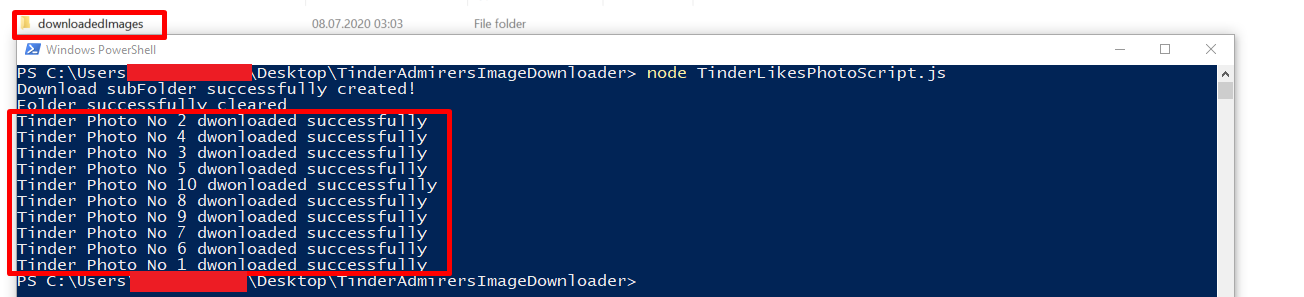 downloadedImages 08.07.2020 03:03 File folder
Windows PowerShell
PS C:\Users \Desktop\TinderAdmirersImageDownloader> node TinderLikesPhotoScript.js
Download subFolder successfully created!
Folder successfully cleared
Tinder Photo No 2 dwonloaded successfully
Tinder Photo No 4 dwonloaded successfully
Tinder Photo No 3 dwonloaded successfully
Tinder Photo No 5 dwonloaded successfully
Tinder Photo No 10 dwonloaded successfully
Tinder Photo No 8 dwonloaded successfully
Tinder Photo No 9 dwonloaded successfully
Tinder Photo No 7 dwonloaded successfully
Tinder Photo No 6 dwonloaded successfully
Tinder Photo No 1 dwonloaded successfully
PS C:\Users \Desktop\TinderAdmirersImageDownloader>